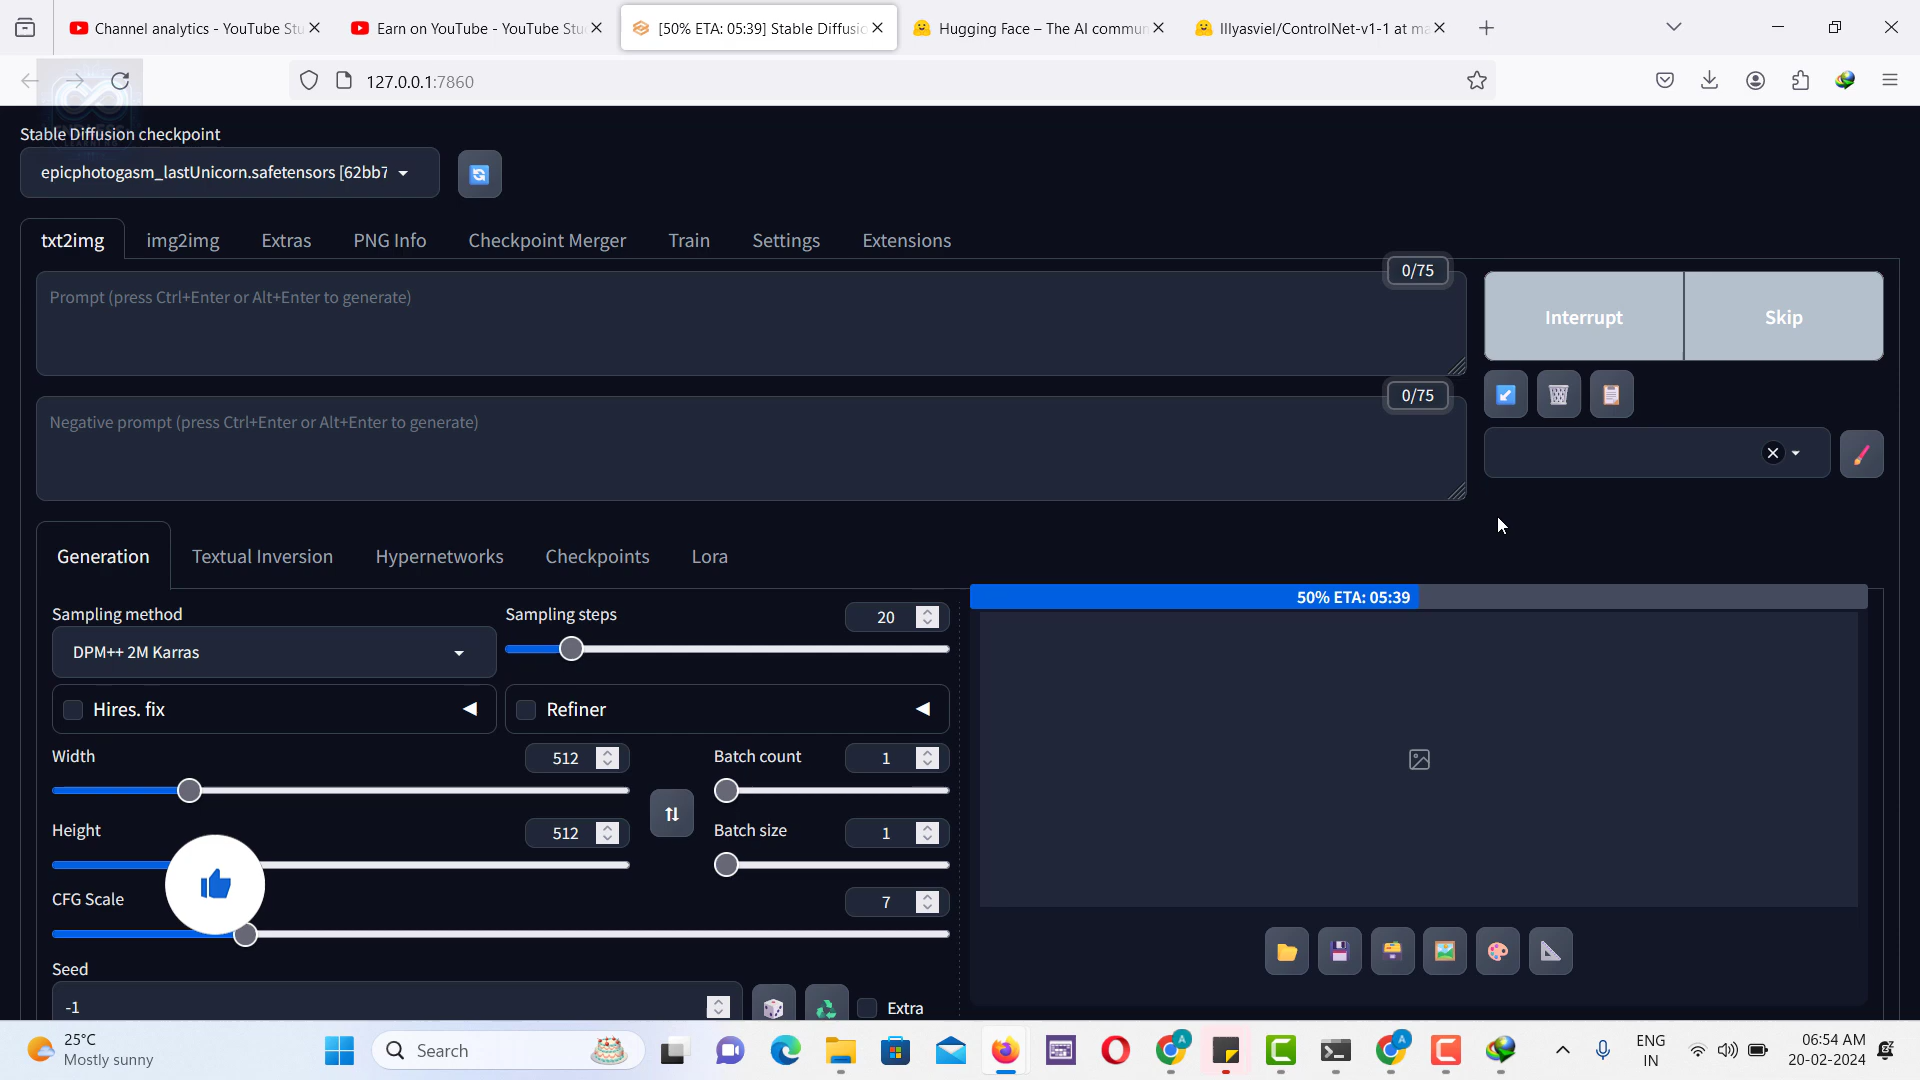 Channel analytics - YouTube Stu
Earn on YouTube - YouTube Stu
[50% ETA: 05:39] Stable Diffusio
Hugging Face – The AI commun
lllyasviel/ControlNet-v1-1 at ma
127.0.0.1:7860
Stable Diffusion checkpoint
epicphotogasm_lastUnicorn.safetensors [62bb7
txt2img
img2img
Extras
PNG Info
Checkpoint Merger
Train
Settings
Extensions
0/75
Prompt (press Ctrl+Enter or Alt+Enter to generate)
Interrupt
Skip
0/75
Negative prompt (press Ctrl+Enter or Alt+Enter to generate)
Generation
Textual Inversion
Hypernetworks
Checkpoints
Lora
50% ETA: 05:39
Sampling method
Sampling steps
20
DPM++ 2M Karras
Hires. fix
Refiner
Width
512
Batch count
1
Height
512
Batch size
1
CFG Scale
7
Seed
-1
Extra
25°C
Mostly sunny
Search
ENG
IN
06:54 AM
20-02-2024